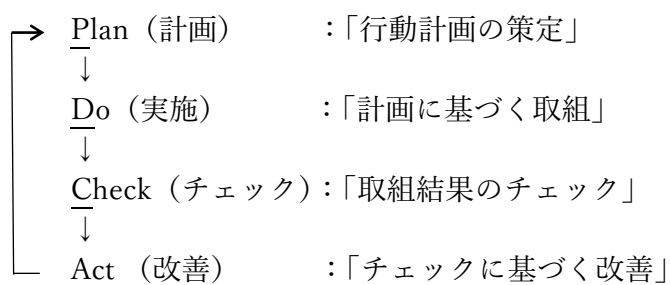 Plan（計画）：「行動計画の策定」
↓
Do（実施）：「計画に基づく取組」
↓
Check（チェック）：「取組結果のチェック」
↓
Act（改善）：「チェックに基づく改善」